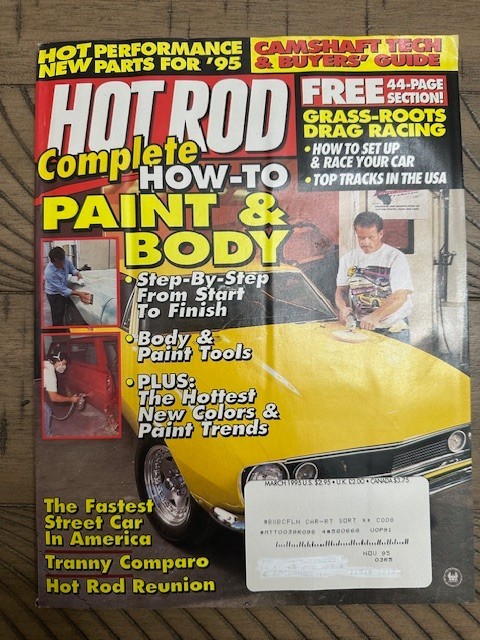 HOT PERFORMANCE
NEW PARTS FOR '95
CAMSHAFT TECH
& BUYERS' GUIDE
HOT ROD
FREE 44-PAGE
SECTION!
GRASS-ROOTS
DRAG RACING
• HOW TO SET UP
& RACE YOUR CAR
• TOP TRACKS IN THE USA
Complete
HOW-TO
PAINT &
BODY
• Step-By-Step
From Start
To Finish
• Body &
Paint Tools
• PLUS:
The Hottest
New Colors &
Paint Trends
MARCH 1995 U.S. $2.95 • U.K. £2.00 • CANADA $3.75
CAR-RT SORT ** C008
NOV 95
The Fastest
Street Car
In America
Tranny Comparo
Hot Rod Reunion